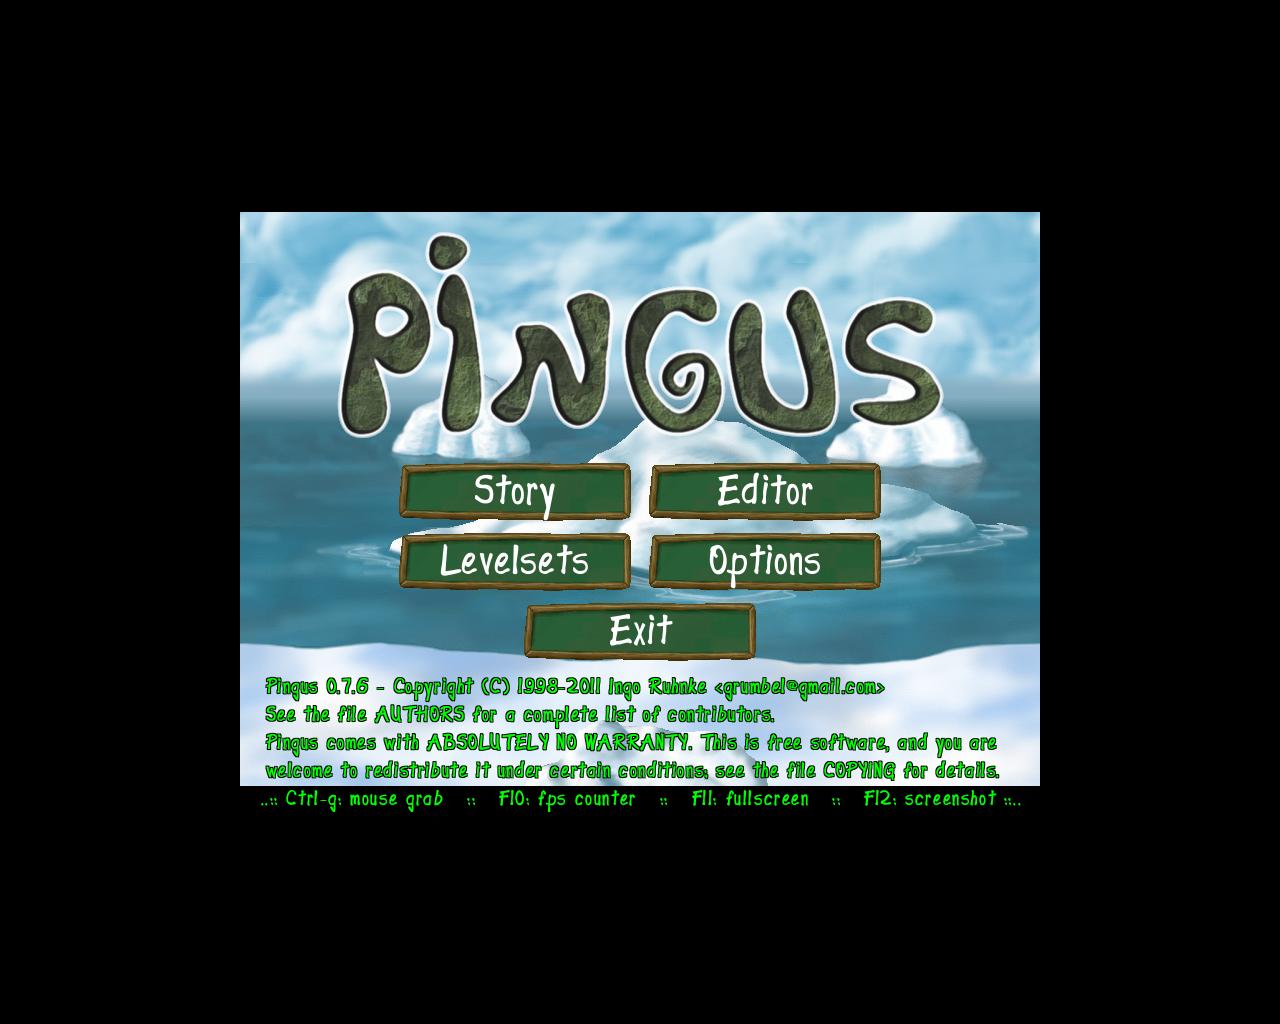 PiNGUS
Story
Editor
Levelsets
Options
Exit
Pingus 0.7.6 - Copyright (C) 1998-2011 Ingo Ruhnke <grumbel@gmail.com>
See the file AUTHORS for a complete list of contributors.
Pingus comes with ABSOLUTELY NO WARRANTY. This is free software, and you are
welcome to redistribute it under certain conditions; see the file COPYING for details.
..:: Ctrl-g: mouse grab :: F10: fps counter :: F11: fullscreen :: F12: screenshot ::..